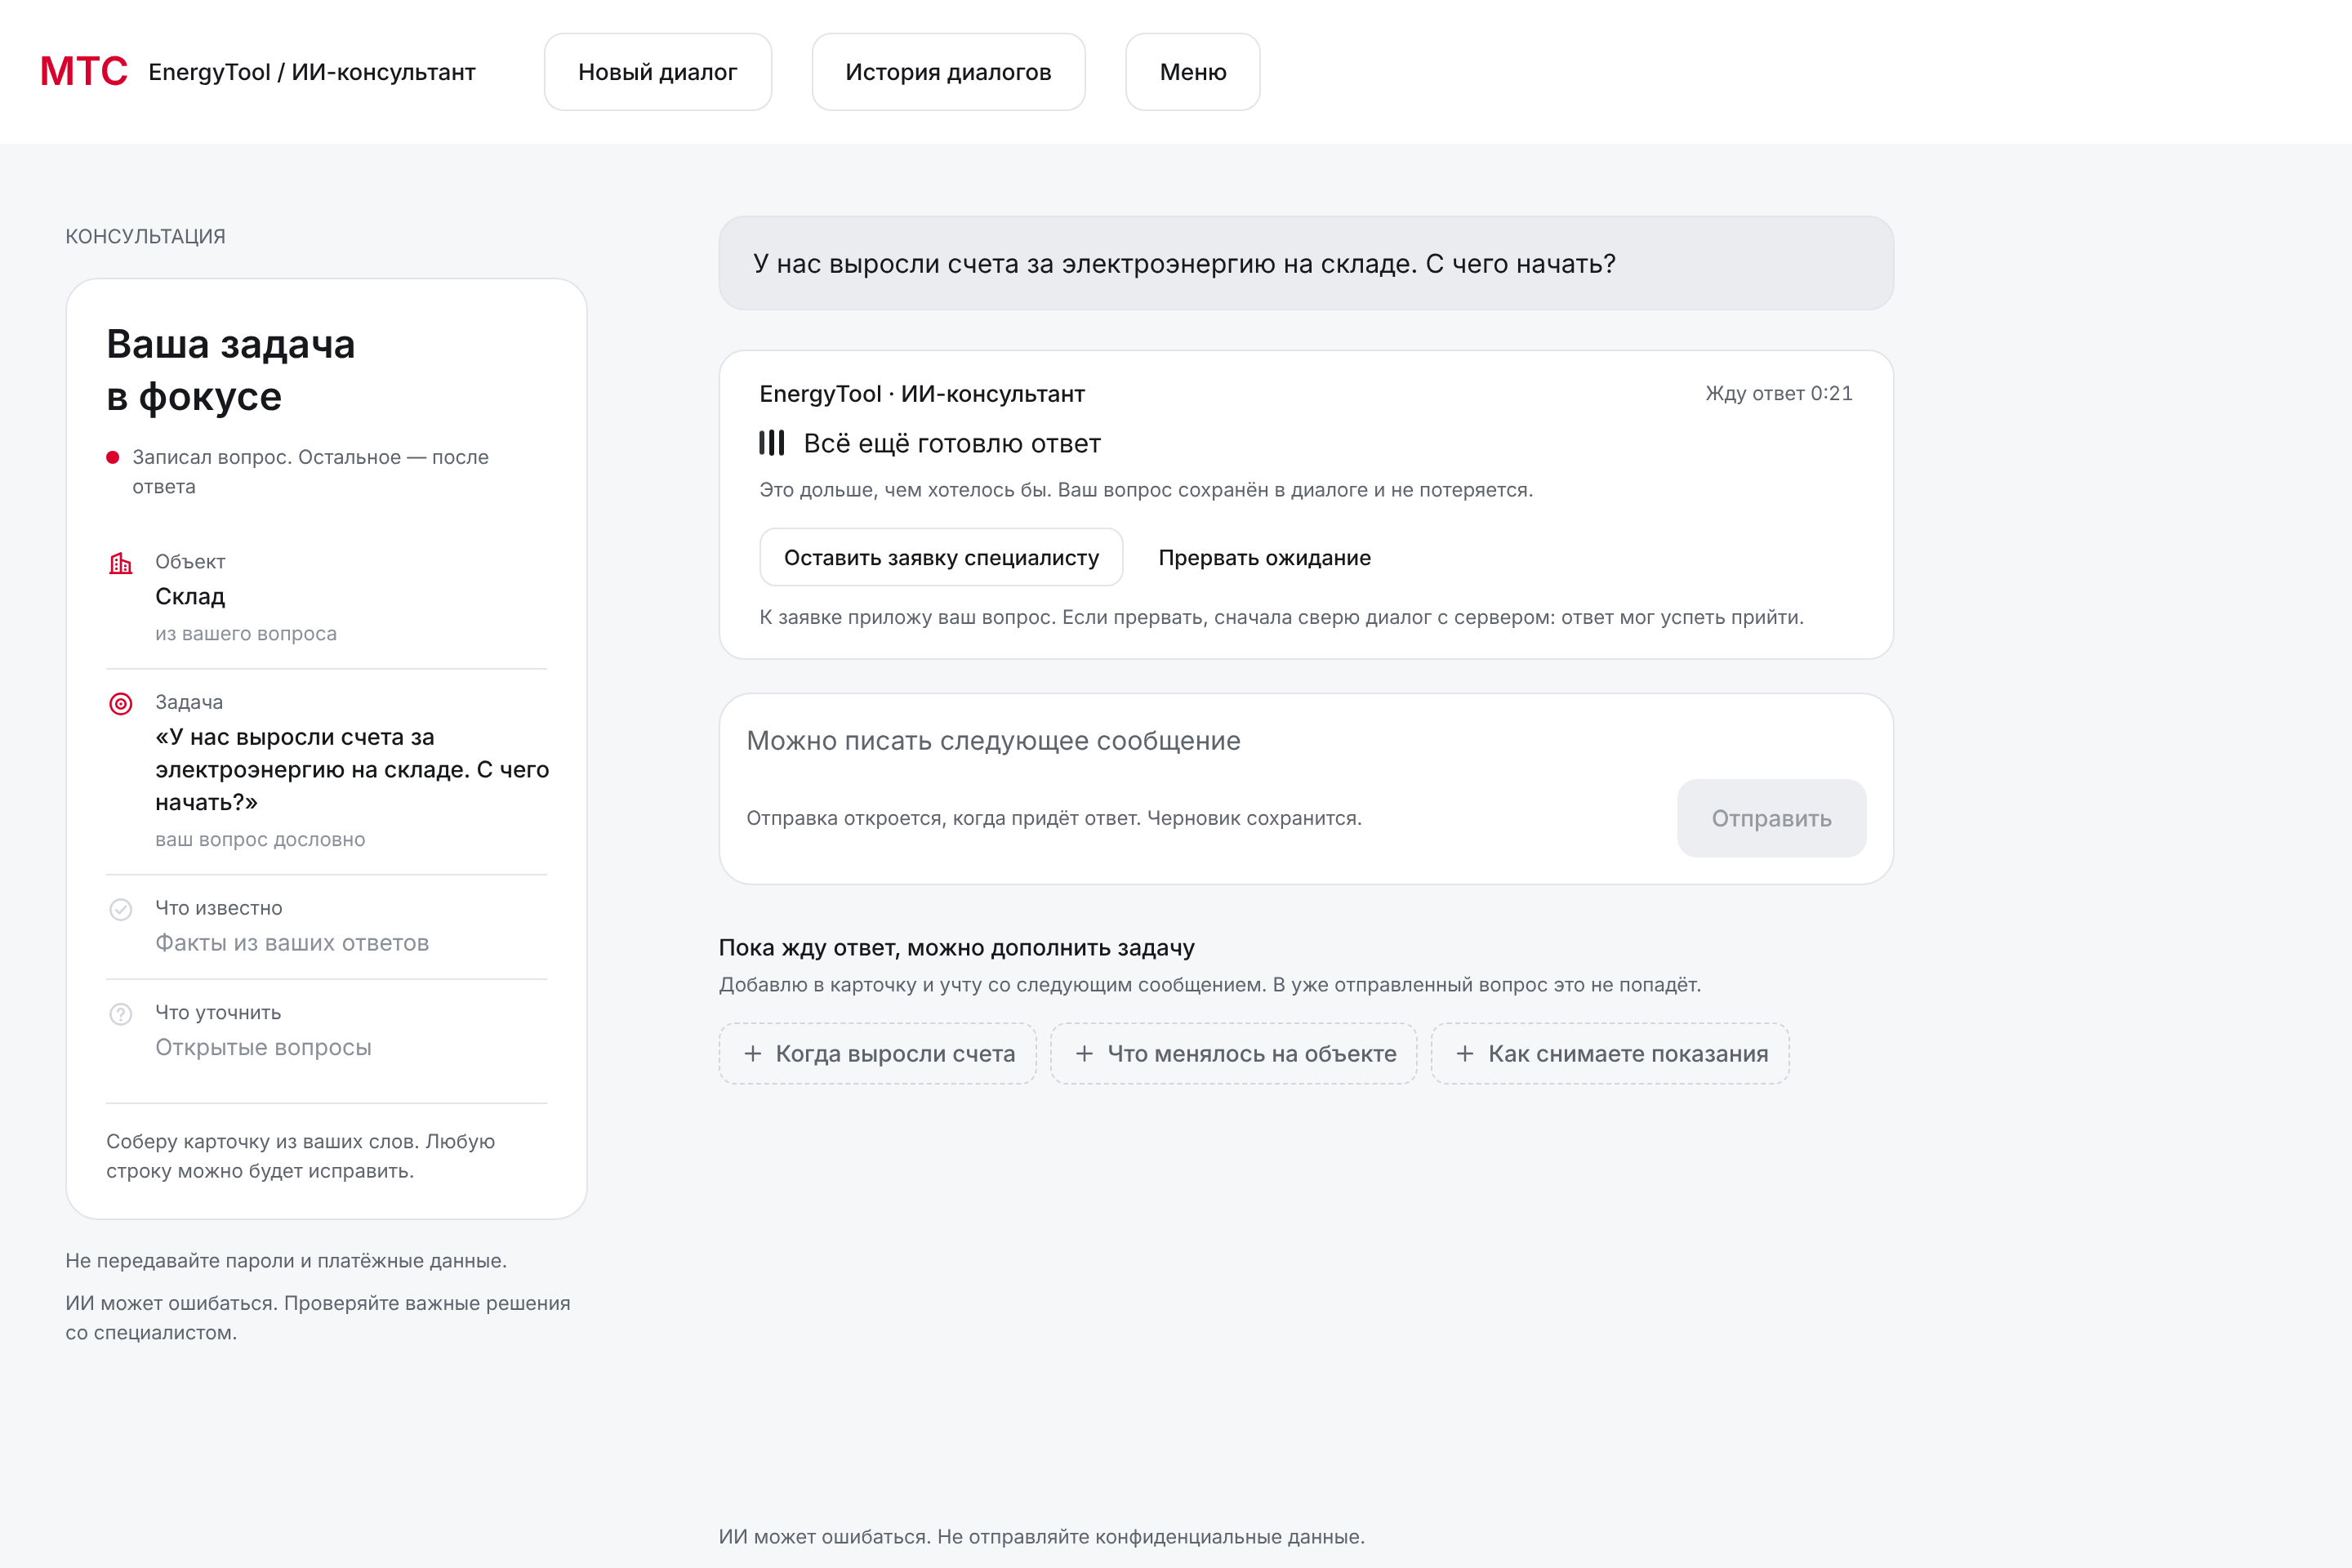 МТС
EnergyTool / ИИ-консультант
Новый диалог
История диалогов
Меню
КОНСУЛЬТАЦИЯ
Ваша задача
в фокусе
Записал вопрос. Остальное — после
ответа
Объект
Склад
из вашего вопроса
Задача
«У нас выросли счета за
электроэнергию на складе. С чего
начать?»
ваш вопрос дословно
Что известно
Факты из ваших ответов
Что уточнить
Открытые вопросы
Соберу карточку из ваших слов. Любую
строку можно будет исправить.
Не передавайте пароли и платёжные данные.
ИИ может ошибаться. Проверяйте важные решения
со специалистом.
У нас выросли счета за электроэнергию на складе. С чего начать?
EnergyTool · ИИ-консультант
Жду ответ 0:21
Всё ещё готовлю ответ
Это дольше, чем хотелось бы. Ваш вопрос сохранён в диалоге и не потеряется.
Оставить заявку специалисту
Прервать ожидание
К заявке приложу ваш вопрос. Если прервать, сначала сверю диалог с сервером: ответ мог успеть прийти.
Можно писать следующее сообщение
Отправка откроется, когда придёт ответ. Черновик сохранится.
Отправить
Пока жду ответ, можно дополнить задачу
Добавлю в карточку и учту со следующим сообщением. В уже отправленный вопрос это не попадёт.
+ Когда выросли счета
+ Что менялось на объекте
+ Как снимаете показания
ИИ может ошибаться. Не отправляйте конфиденциальные данные.